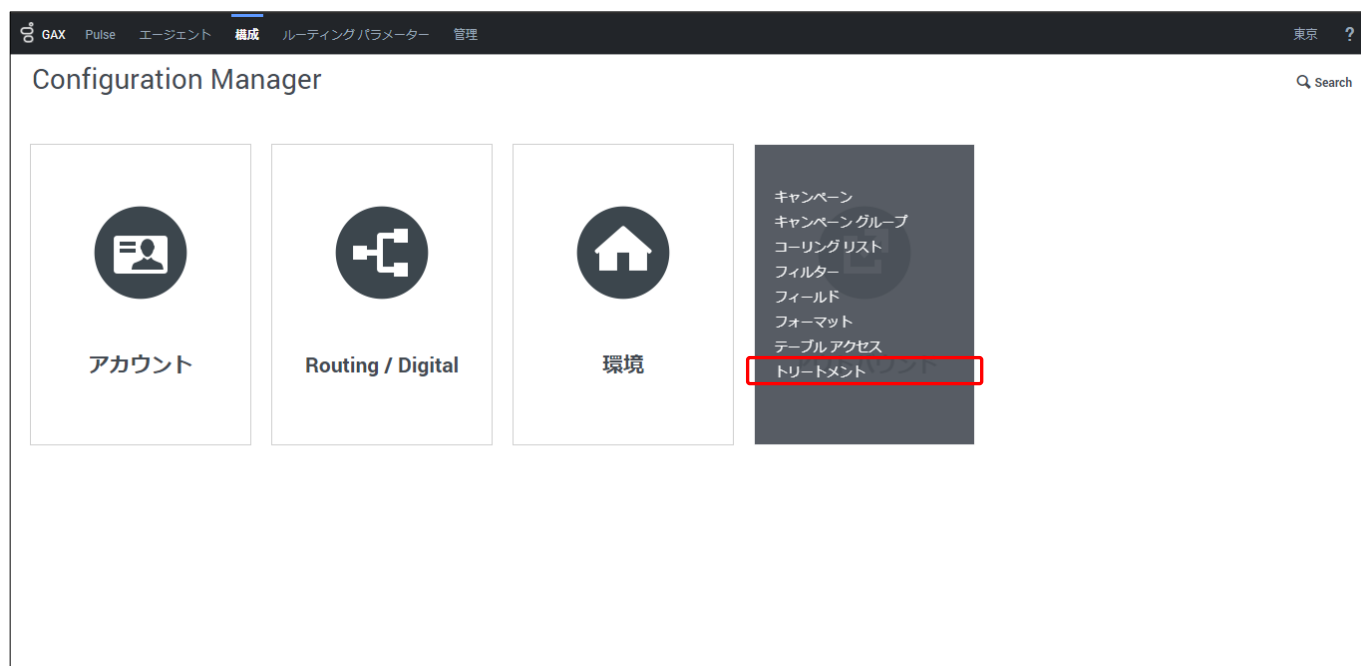 GAX Pulse エージェント 構成 ルーティング パラメーター 管理 東京 ?
Configuration Manager
Search
アカウント
Routing / Digital
環境
キャンペーン
キャンペーン グループ
コーリング リスト
フィルター
フィールド
フォーマット
テーブル アクセス
トリートメント